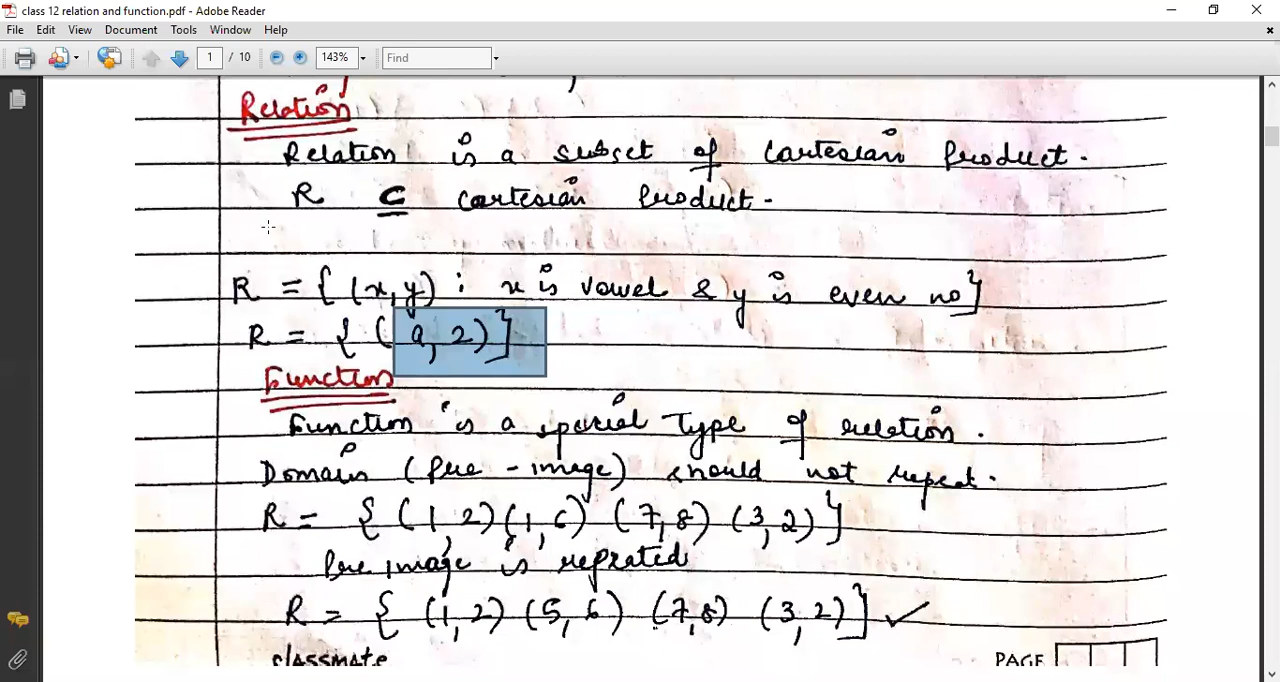 class 12 relation and function.pdf - Adobe Reader
File Edit View Document Tools Window Help
1 / 10 143% Find
Relation
Relation is a subset of Cartesian Product.
R ⊆ Cartesian Product.
R = { (x, y) : x is vowel & y is even no }
R = { ( a, 2) }
Function
Function is a special Type of relation.
Domain (Pre - image) should not repeat.
R = { (1, 2) (1, 6) (7, 8) (3, 2) }
Pre image is repeated
R = { (1, 2) (5, 6) (7, 8) (3, 2) } ✓
classmate
PAGE